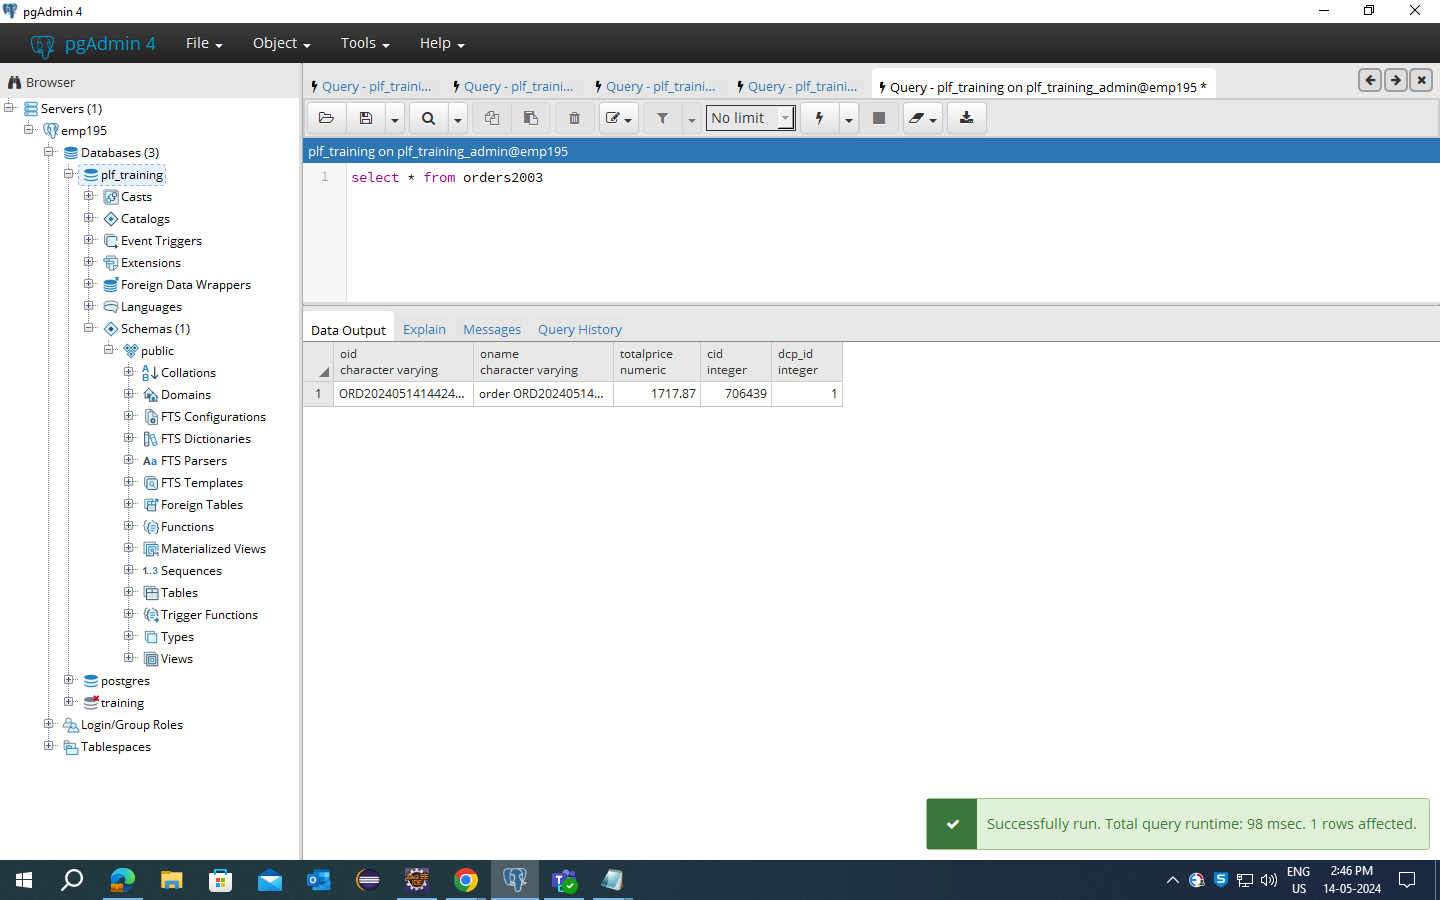 pgAdmin 4
pgAdmin 4 File Object Tools Help
Browser
Servers (1)
emp195
Databases (3)
plf_training
Casts
Catalogs
Event Triggers
Extensions
Foreign Data Wrappers
Languages
Schemas (1)
public
Collations
Domains
FTS Configurations
FTS Dictionaries
FTS Parsers
FTS Templates
Foreign Tables
Functions
Materialized Views
1..3 Sequences
Tables
Trigger Functions
Types
Views
postgres
training
Login/Group Roles
Tablespaces
Query - plf_traini... Query - plf_traini... Query - plf_traini... Query - plf_traini... Query - plf_training on plf_training_admin@emp195 *
No limit
plf_training on plf_training_admin@emp195
1 select * from orders2003
Data Output Explain Messages Query History
oid oname totalprice cid dcp_id
character varying character varying numeric integer integer
1 ORD2024051414424... order ORD20240514... 1717.87 706439 1
Successfully run. Total query runtime: 98 msec. 1 rows affected.
ENG 2:46 PM
US 14-05-2024